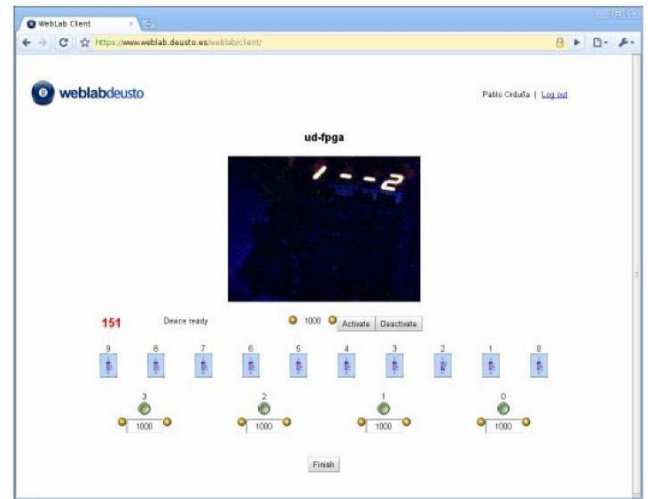 WebLab Client
https://www.weblab.deusto.es/weblab/client/
weblabdeusto
Pablo Orduña | Log out
ud-fpga
1--2
151 Device ready 1000 Activate Deactivate
9 8 7 6 5 4 3 2 1 0
3 2 1 0
1000 1000 1000 1000
Finish